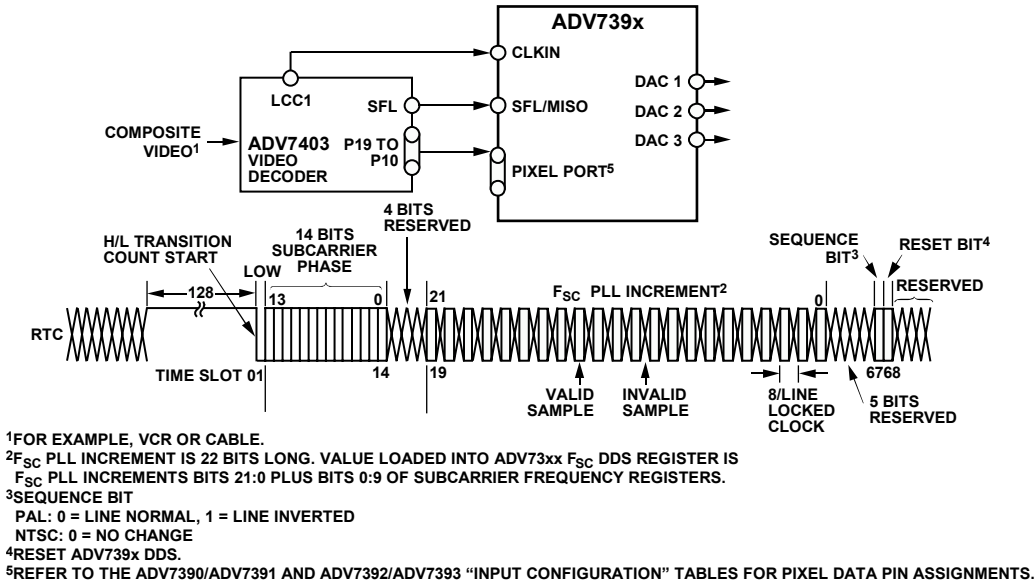 ADV739x
CLKIN
DAC 1
LCC1
SFL
SFL/MISO
DAC 2
COMPOSITE
VIDEO1
ADV7403
VIDEO
DECODER
P19 TO
P10
DAC 3
PIXEL PORT5
4 BITS
RESERVED
H/L TRANSITION
COUNT START
14 BITS
SUBCARRIER
PHASE
SEQUENCE
BIT3
RESET BIT4
LOW
128
13
0
21
FSC PLL INCREMENT2
0
RESERVED
RTC
TIME SLOT 01
14
19
VALID
SAMPLE
INVALID
SAMPLE
8/LINE
LOCKED
CLOCK
6768
5 BITS
RESERVED
1FOR EXAMPLE, VCR OR CABLE.
2FSC PLL INCREMENT IS 22 BITS LONG. VALUE LOADED INTO ADV73xx FSC DDS REGISTER IS
FSC PLL INCREMENTS BITS 21:0 PLUS BITS 0:9 OF SUBCARRIER FREQUENCY REGISTERS.
3SEQUENCE BIT
PAL: 0 = LINE NORMAL, 1 = LINE INVERTED
NTSC: 0 = NO CHANGE
4RESET ADV739x DDS.
5REFER TO THE ADV7390/ADV7391 AND ADV7392/ADV7393 “INPUT CONFIGURATION” TABLES FOR PIXEL DATA PIN ASSIGNMENTS.